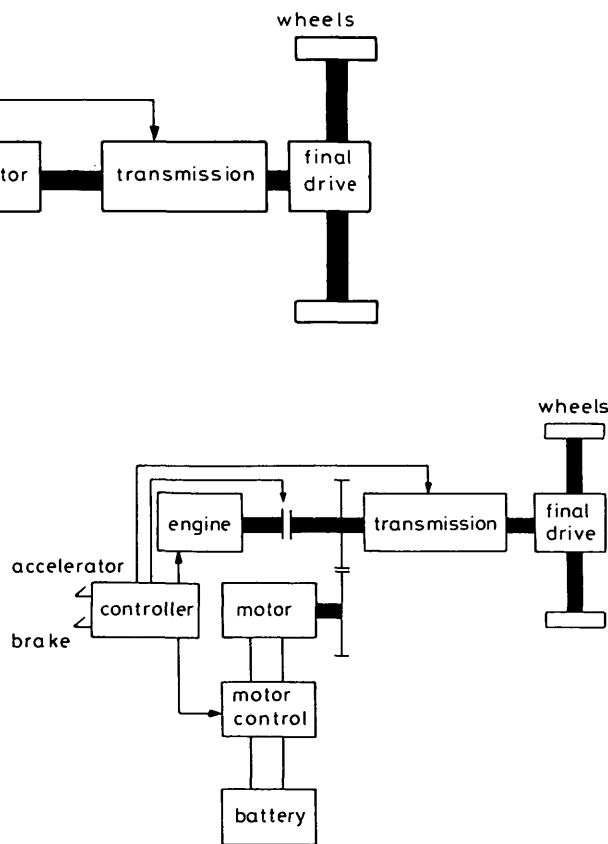 wheels
tor
transmission
final
drive
wheels
engine
transmission
final
drive
accelerator
controller
motor
brake
motor
control
battery